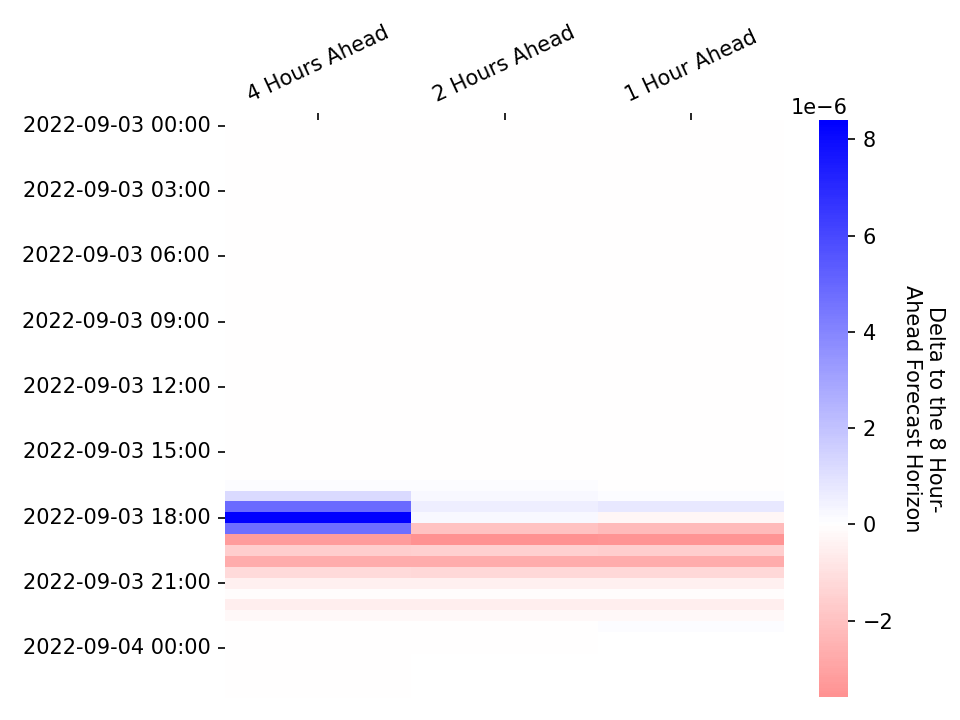 4 Hours Ahead
2 Hours Ahead
1 Hour Ahead
2022-09-03 00:00
2022-09-03 03:00
2022-09-03 06:00
2022-09-03 09:00
2022-09-03 12:00
2022-09-03 15:00
2022-09-03 18:00
2022-09-03 21:00
2022-09-04 00:00
1e−6
8
6
4
2
0
−2
Delta to the 8 Hour-
Ahead Forecast Horizon